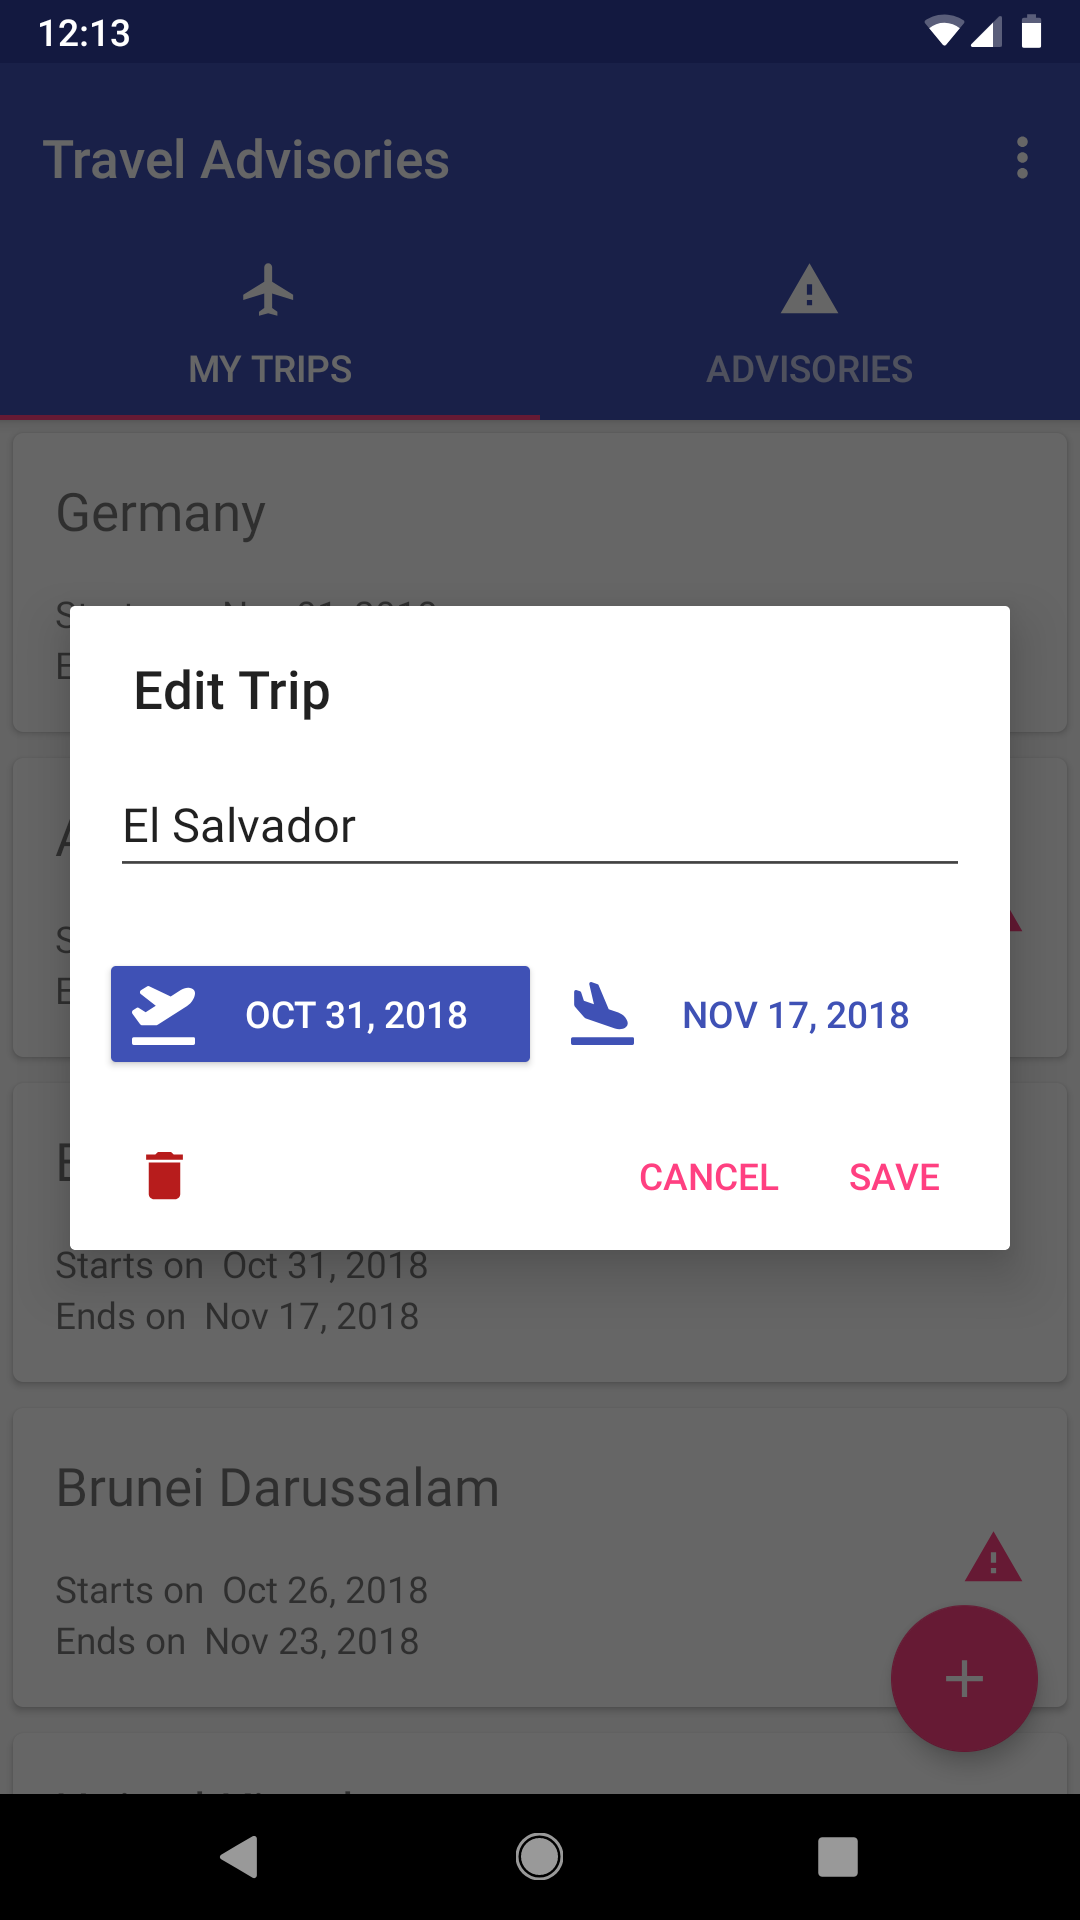 12:13
Travel Advisories
MY TRIPS
ADVISORIES
Germany
Edit Trip
El Salvador
OCT 31, 2018
NOV 17, 2018
CANCEL
SAVE
Starts on Oct 31, 2018
Ends on Nov 17, 2018
Brunei Darussalam
Starts on Oct 26, 2018
Ends on Nov 23, 2018